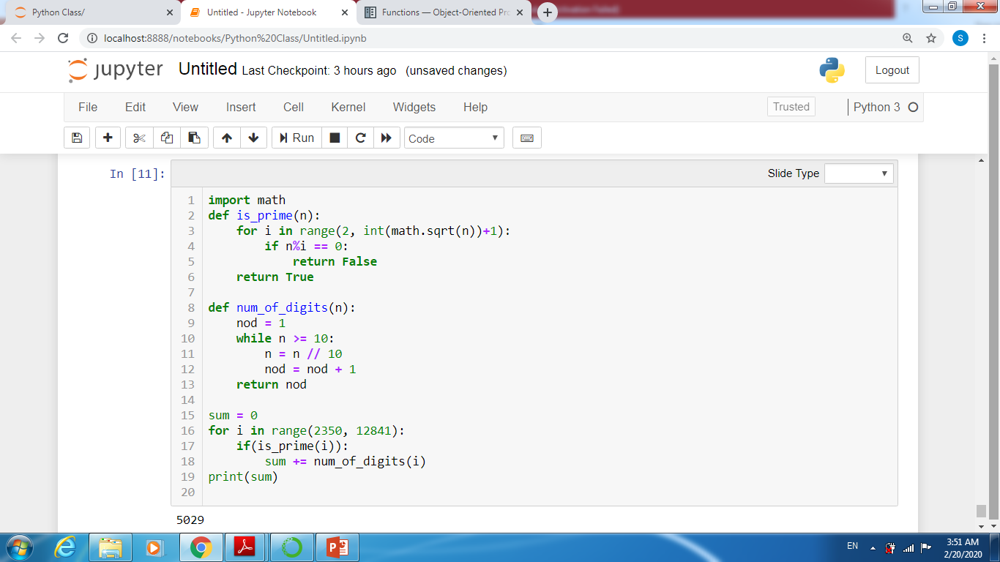 Python Class/
Untitled - Jupyter Notebook
Functions — Object-Oriented Pro
localhost:8888/notebooks/Python%20Class/Untitled.ipynb
S
jupyter Untitled Last Checkpoint: 3 hours ago (unsaved changes)
Logout
File Edit View Insert Cell Kernel Widgets Help
Trusted
Python 3
Run
Code
In [11]:
Slide Type
1 import math
2 def is_prime(n):
3     for i in range(2, int(math.sqrt(n))+1):
4         if n%i == 0:
5             return False
6     return True
7
8 def num_of_digits(n):
9     nod = 1
10     while n >= 10:
11         n = n // 10
12         nod = nod + 1
13     return nod
14
15 sum = 0
16 for i in range(2350, 12841):
17     if(is_prime(i)):
18         sum += num_of_digits(i)
19 print(sum)
20
5029
EN
3:51 AM
2/20/2020